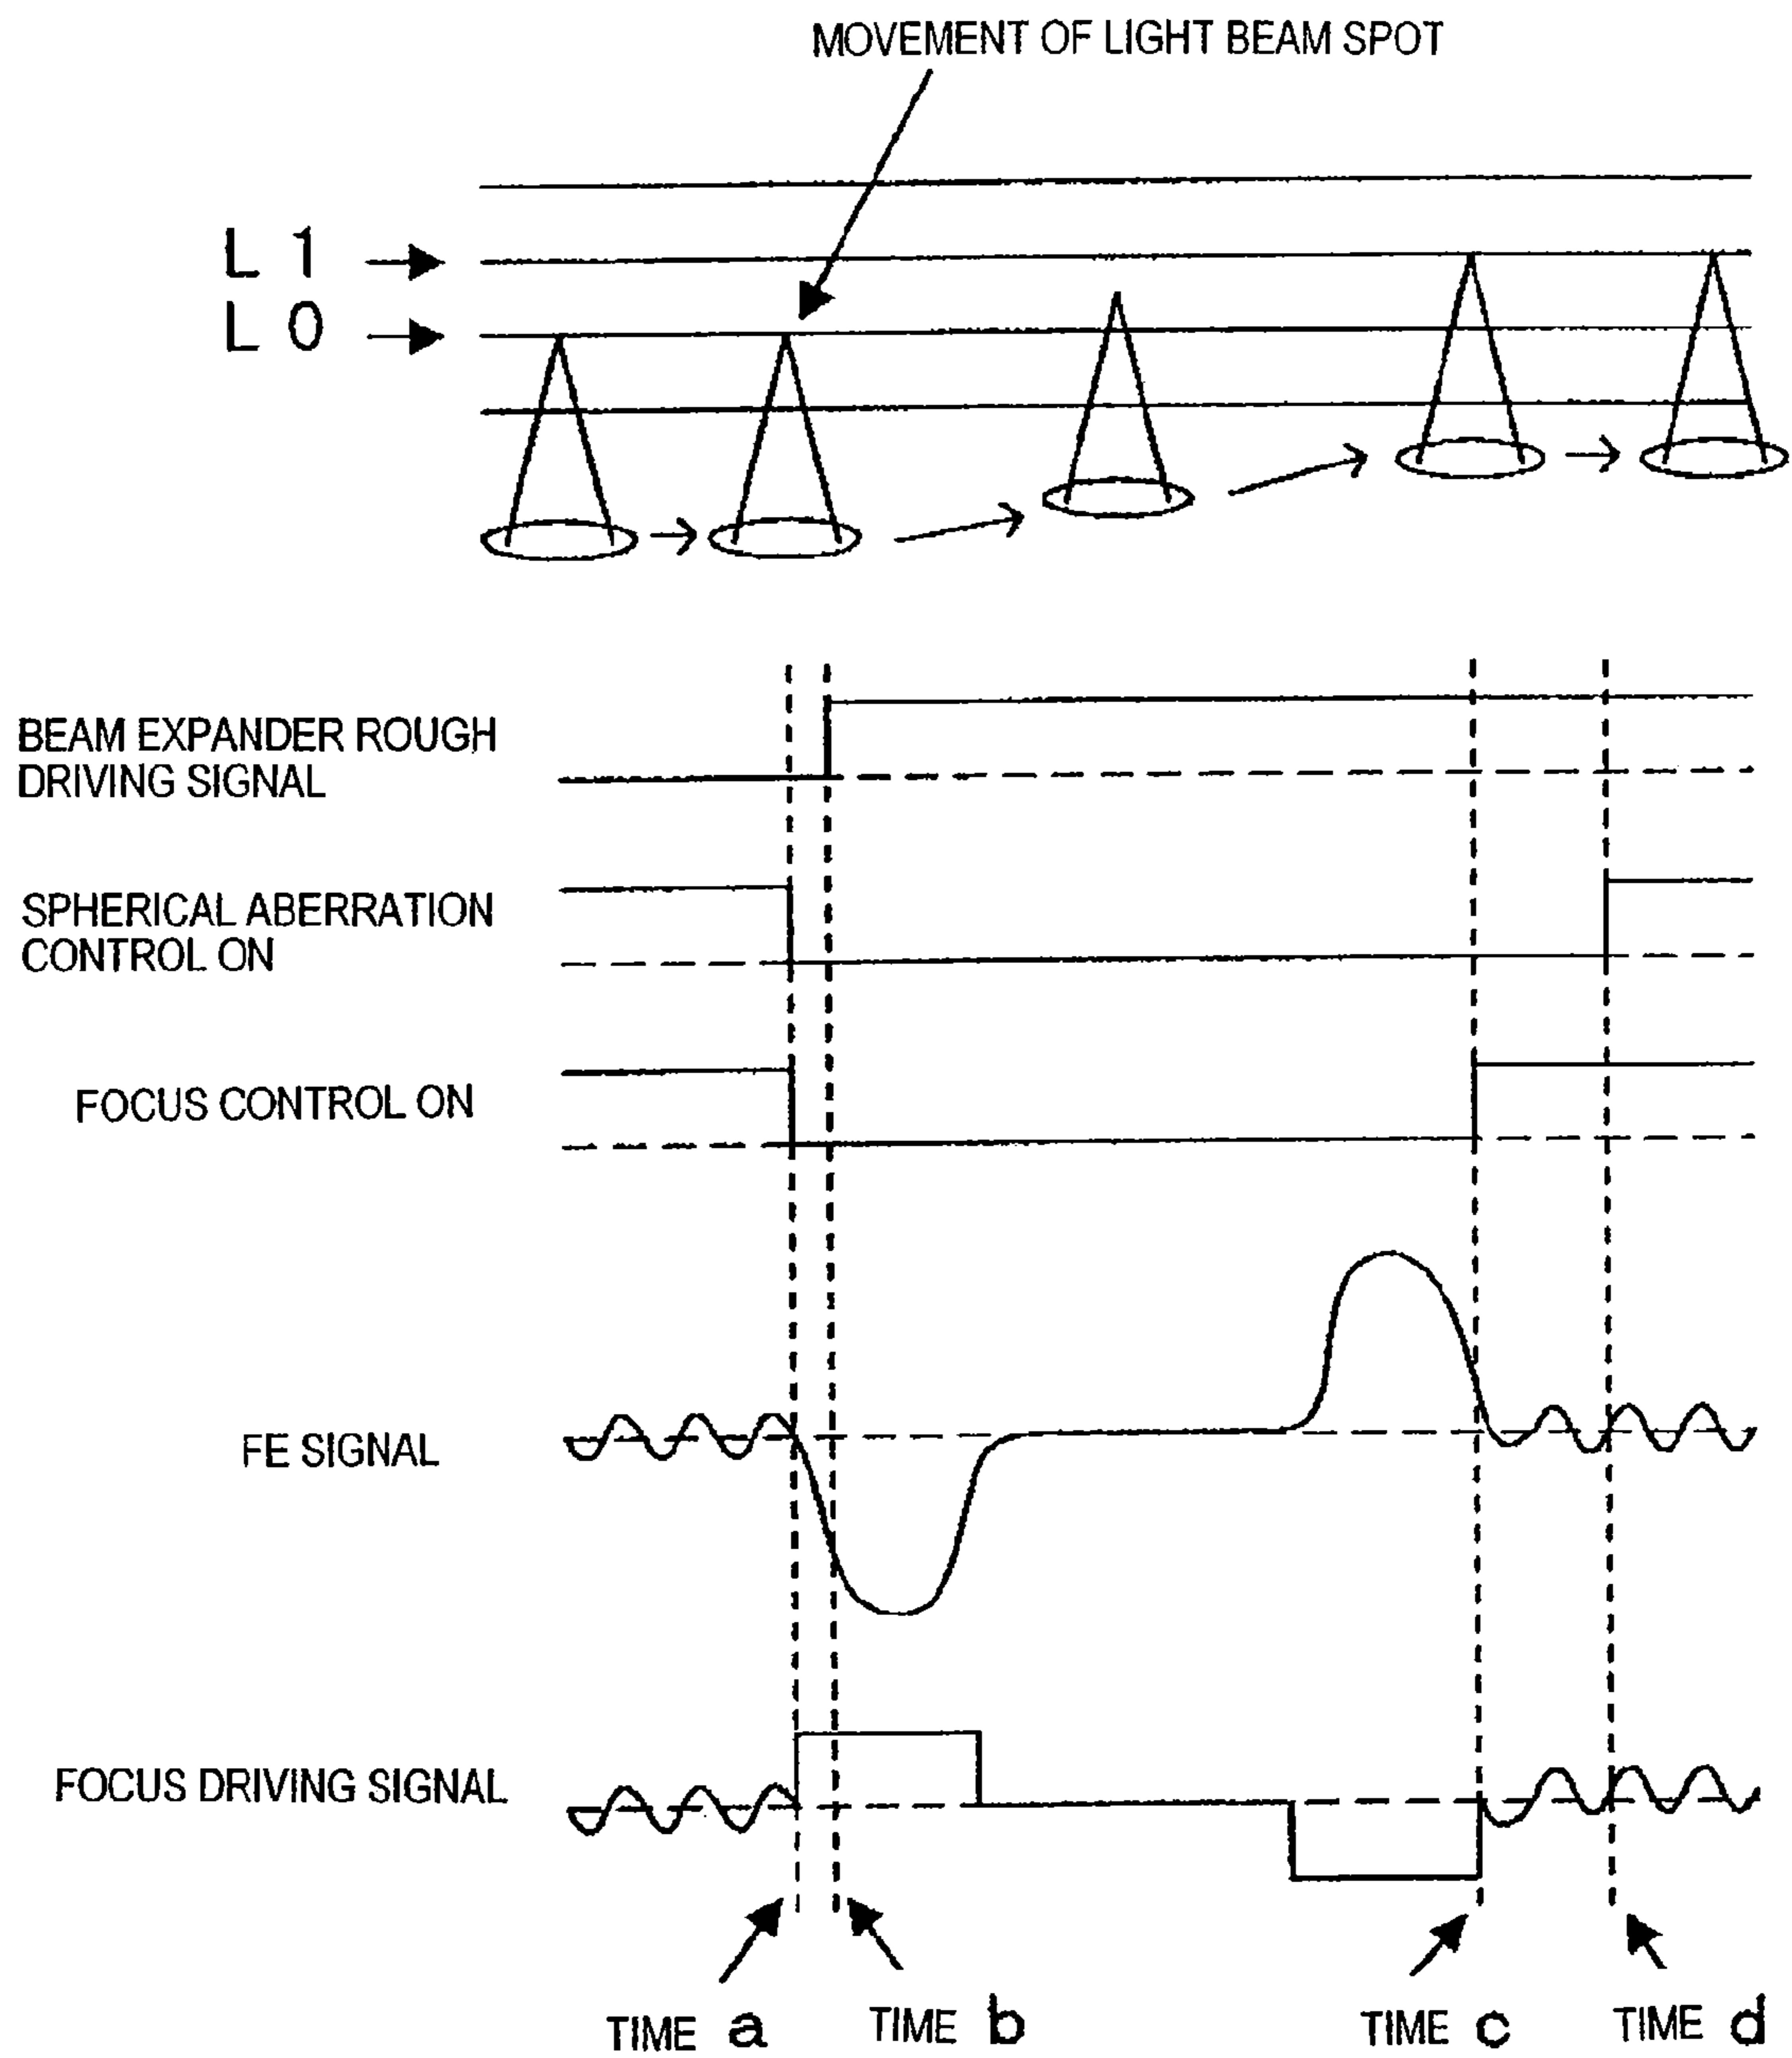 MOVEMENT OF LIGHT BEAM SPOT
L 1
L 0
BEAM EXPANDER ROUGH
DRIVING SIGNAL
SPHERICAL ABERRATION
CONTROL ON
FOCUS CONTROL ON
FE SIGNAL
FOCUS DRIVING SIGNAL
TIME a
TIME b
TIME c
TIME d